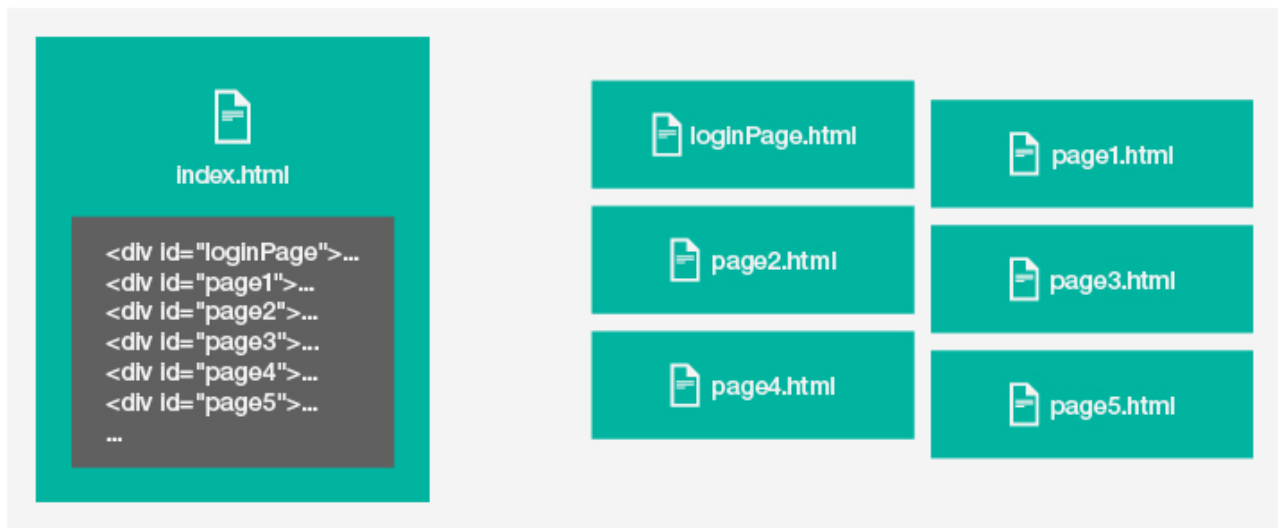 index.html
<div id="loginPage">...
<div id="page1">...
<div id="page2">...
<div id="page3">...
<div id="page4">...
<div id="page5">...
...
loginPage.html
page1.html
page2.html
page3.html
page4.html
page5.html